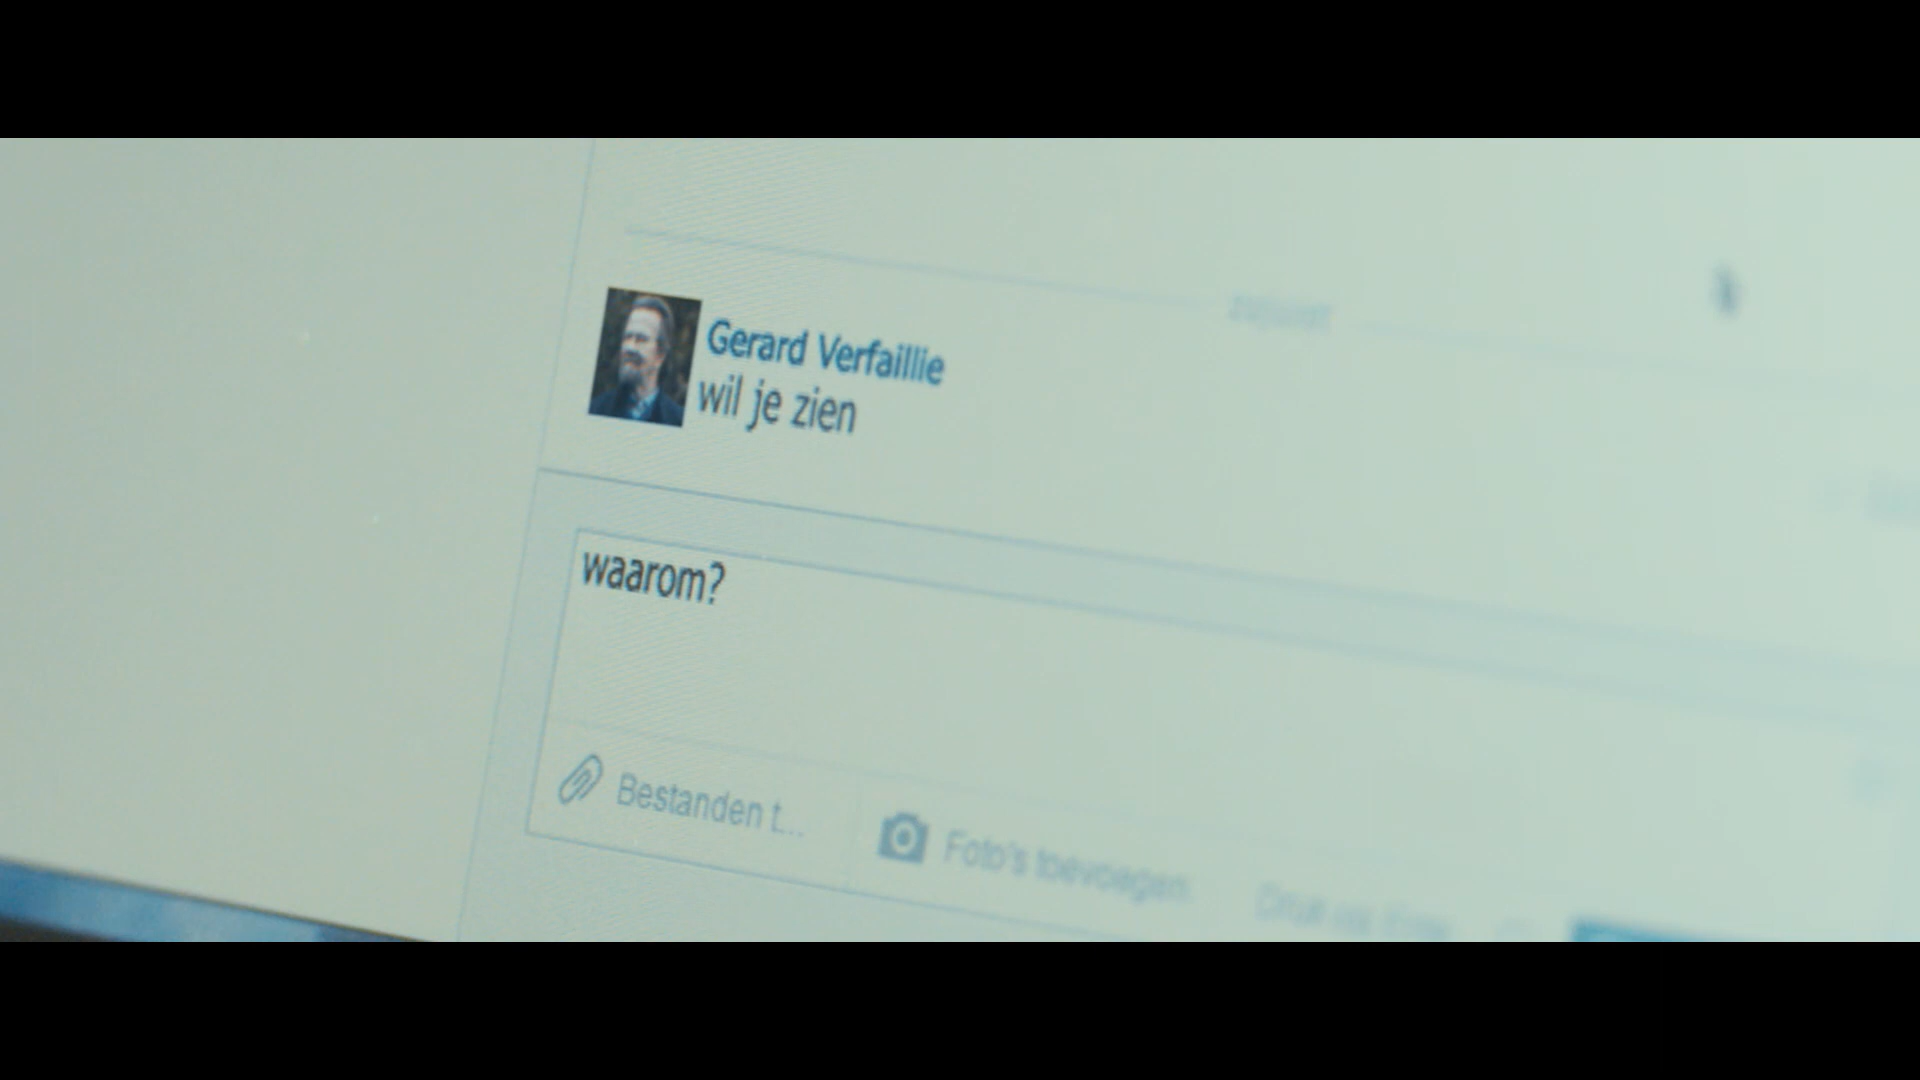 Gerard Verfaillie
wil je zien
waarom?
Bestanden t...
Foto's toevoegen